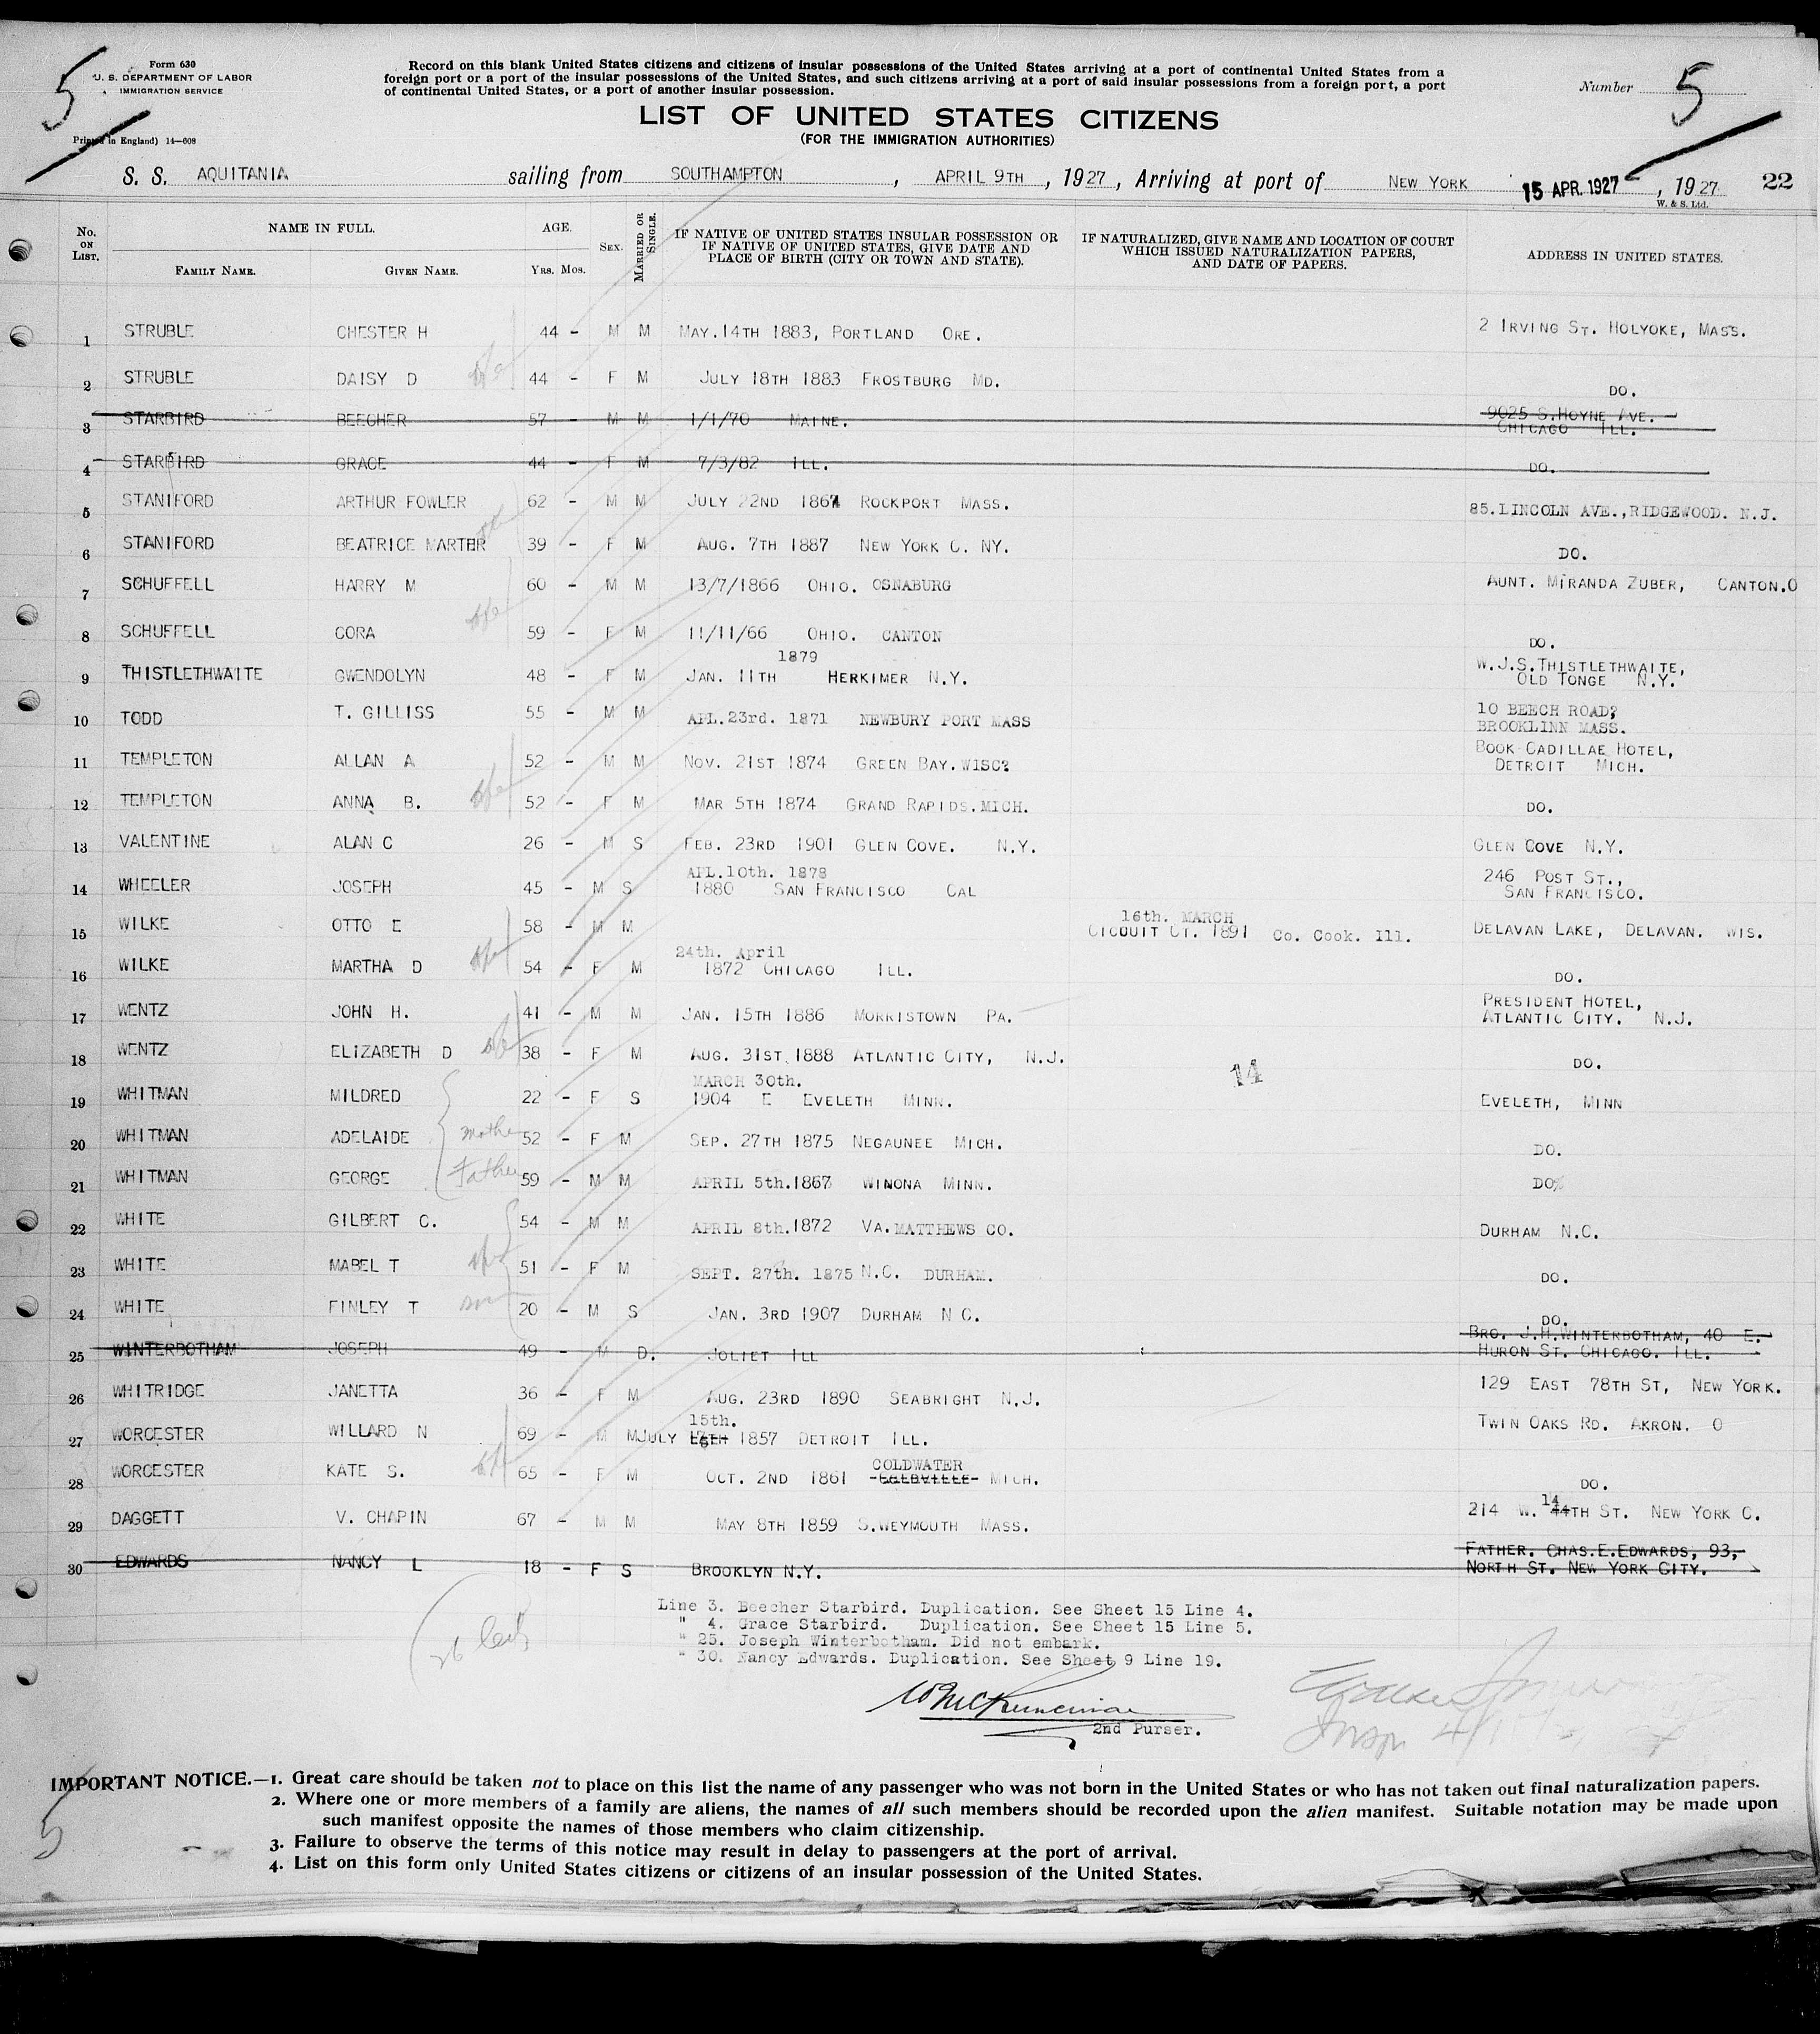 5
Form 630
U. S. DEPARTMENT OF LABOR
IMMIGRATION SERVICE
(Printed in England) 14—608
Record on this blank United States citizens and citizens of insular possessions of the United States arriving at a port of continental United States from a
foreign port or a port of the insular possessions of the United States, and such citizens arriving at a port of said insular possessions from a foreign port, a port
of continental United States, or a port of another insular possession.
Number 5
LIST OF UNITED STATES CITIZENS
(FOR THE IMMIGRATION AUTHORITIES)
S. S. AQUITANIA sailing from SOUTHAMPTON, APRIL 9TH, 1927, Arriving at port of NEW YORK 15 APR. 1927, 1927 22
W. & S. Ltd.
No. ON LIST. NAME IN FULL. AGE. SEX. MARRIED OR SINGLE. IF NATIVE OF UNITED STATES INSULAR POSSESSION OR IF NATIVE OF UNITED STATES, GIVE DATE AND PLACE OF BIRTH (CITY OR TOWN AND STATE). IF NATURALIZED, GIVE NAME AND LOCATION OF COURT WHICH ISSUED NATURALIZATION PAPERS, AND DATE OF PAPERS. ADDRESS IN UNITED STATES.
FAMILY NAME. GIVEN NAME. YRS. MOS.
1 STRUBLE CHESTER H 44 - M M MAY.14TH 1883, PORTLAND ORE. 2 IRVING ST. HOLYOKE, MASS.
2 STRUBLE DAISY D 44 - F M JULY 18TH 1883 FROSTBURG MD. DO.
3 STARBIRD BEECHER 57 - M M 1/1/70 MAINE. 9025 S.HOYNE AVE. CHICAGO ILL.
4 STARBIRD GRACE 44 - F M 7/3/82 ILL. DO.
5 STANIFORD ARTHUR FOWLER 62 - M M JULY 22ND 1864 ROCKPORT MASS. 85.LINCOLN AVE.,RIDGEWOOD. N.J.
6 STANIFORD BEATRICE MARTER 39 - F M AUG. 7TH 1887 NEW YORK C. NY. DO.
7 SCHUFFELL HARRY M 60 - M M 13/7/1866 OHIO. OSNABURG AUNT. MIRANDA ZUBER, CANTON.O
8 SCHUFFELL CORA 59 - F M 11/11/66 OHIO. CANTON DO.
9 THISTLETHWAITE GWENDOLYN 48 - F M JAN. 11TH 1879 HERKIMER N.Y. W.J.S.THISTLETHWAITE, OLD TONGE N.Y.
10 TODD T. GILLISS 55 - M M APL.23rd. 1871 NEWBURY PORT MASS 10 BEECH ROAD? BROOKLINN MASS.
11 TEMPLETON ALLAN A 52 - M M NOV. 21ST 1874 GREEN BAY.WISC? BOOK-CADILLAE HOTEL, DETROIT MICH.
12 TEMPLETON ANNA B. 52 - F M MAR 5TH 1874 GRAND RAPIDS.MICH. DO.
13 VALENTINE ALAN C 26 - M S FEB. 23RD 1901 GLEN COVE. N.Y. GLEN COVE N.Y.
14 WHEELER JOSEPH 45 - M S APL.10th. 1878 1880 SAN FRANCISCO CAL 246 POST ST., SAN FRANCISCO.
15 WILKE OTTO E 58 - M M 16th. MARCH CICOUIT CT. 1891 Co. Cook. Ill. DELAVAN LAKE, DELAVAN. WIS.
16 WILKE MARTHA D 54 - F M 24th. April 1872 CHICAGO ILL. DO.
17 WENTZ JOHN H. 41 - M M JAN. 15TH 1886 MORRISTOWN PA. PRESIDENT HOTEL, ATLANTIC CITY. N.J.
18 WENTZ ELIZABETH D 38 - F M AUG. 31ST.1888 ATLANTIC CITY, N.J. 14 DO.
19 WHITMAN MILDRED 22 - F S MARCH 30th. 1904 E EVELETH MINN. EVELETH, MINN
20 WHITMAN ADELAIDE mother 52 - F M SEP. 27TH 1875 NEGAUNEE MICH. DO.
21 WHITMAN GEORGE Father 59 - M M APRIL 5th.1867 WINONA MINN. DO
22 WHITE GILBERT C. 54 - M M APRIL 8th.1872 VA.MATTHEWS CO. DURHAM N.C.
23 WHITE MABEL T 51 - F M SEPT. 27th. 1875 N.C. DURHAM. DO.
24 WHITE FINLEY T son 20 - M S JAN. 3RD 1907 DURHAM N C. DO.
25 WINTERBOTHAM JOSEPH 49 - M D. JOLIET ILL BRO. J.H.WINTERBOTHAM, 40 E. HURON ST. CHICAGO. ILL.
26 WHITRIDGE JANETTA 36 - F M AUG. 23RD 1890 SEABRIGHT N.J. 129 EAST 78TH ST, NEW YORK.
27 WORCESTER WILLARD N 69 - M M JULY 15th. 1857 DETROIT ILL. TWIN OAKS RD. AKRON. O
28 WORCESTER KATE S. 65 - F M OCT. 2ND 1861 COLDWATER MICH. DO.
29 DAGGETT V. CHAPIN 67 - M M MAY 8TH 1859 S.WEYMOUTH MASS. 214 W. 14 44TH ST. NEW YORK C.
30 EDWARDS NANCY L 18 - F S BROOKLYN N.Y. FATHER. CHAS.E.EDWARDS, 93, NORTH ST. NEW YORK CITY.
Line 3. Beecher Starbird. Duplication. See Sheet 15 Line 4.
" 4. Grace Starbird. Duplication. See Sheet 15 Line 5.
" 25. Joseph Winterbotham. Did not embark.
" 30. Nancy Edwards. Duplication. See Sheet 9 Line 19.
26
2nd Purser.
Insp
IMPORTANT NOTICE.—1. Great care should be taken not to place on this list the name of any passenger who was not born in the United States or who has not taken out final naturalization papers.
2. Where one or more members of a family are aliens, the names of all such members should be recorded upon the alien manifest. Suitable notation may be made upon
such manifest opposite the names of those members who claim citizenship.
3. Failure to observe the terms of this notice may result in delay to passengers at the port of arrival.
4. List on this form only United States citizens or citizens of an insular possession of the United States.
5